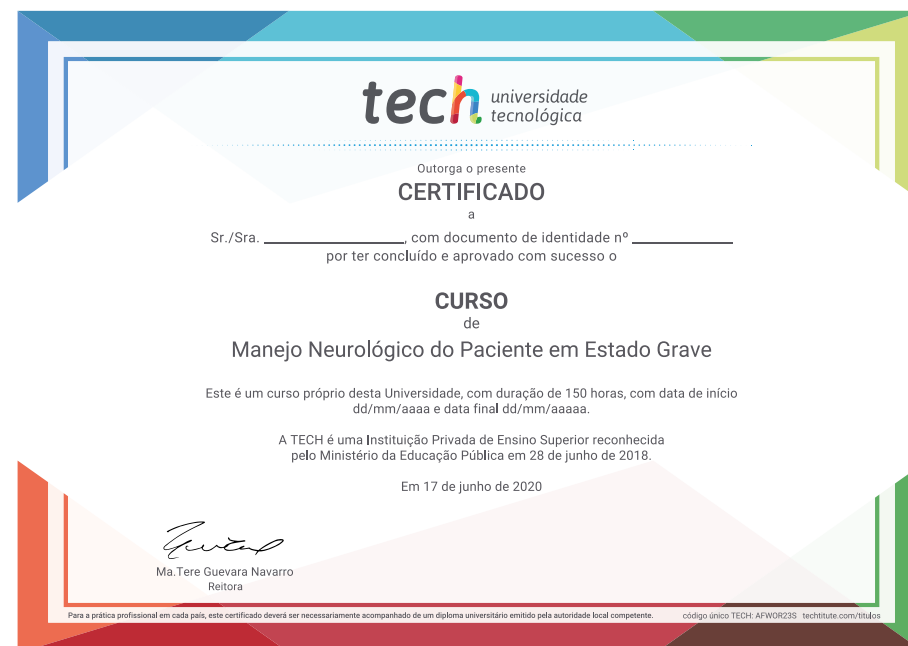 tech universidade
tecnológica
Outorga o presente
CERTIFICADO
a
Sr./Sra. ____________________, com documento de identidade nº ______________
por ter concluído e aprovado com sucesso o
CURSO
de
Manejo Neurológico do Paciente em Estado Grave
Este é um curso próprio desta Universidade, com duração de 150 horas, com data de início
dd/mm/aaaa e data final dd/mm/aaaaa.
A TECH é uma Instituição Privada de Ensino Superior reconhecida
pelo Ministério da Educação Pública em 28 de junho de 2018.
Em 17 de junho de 2020
Ma.Tere Guevara Navarro
Reitora
Para a prática profissional em cada país, este certificado deverá ser necessariamente acompanhado de um diploma universitário emitido pela autoridade local competente. código único TECH: AFWOR23S techtitute.com/titulos